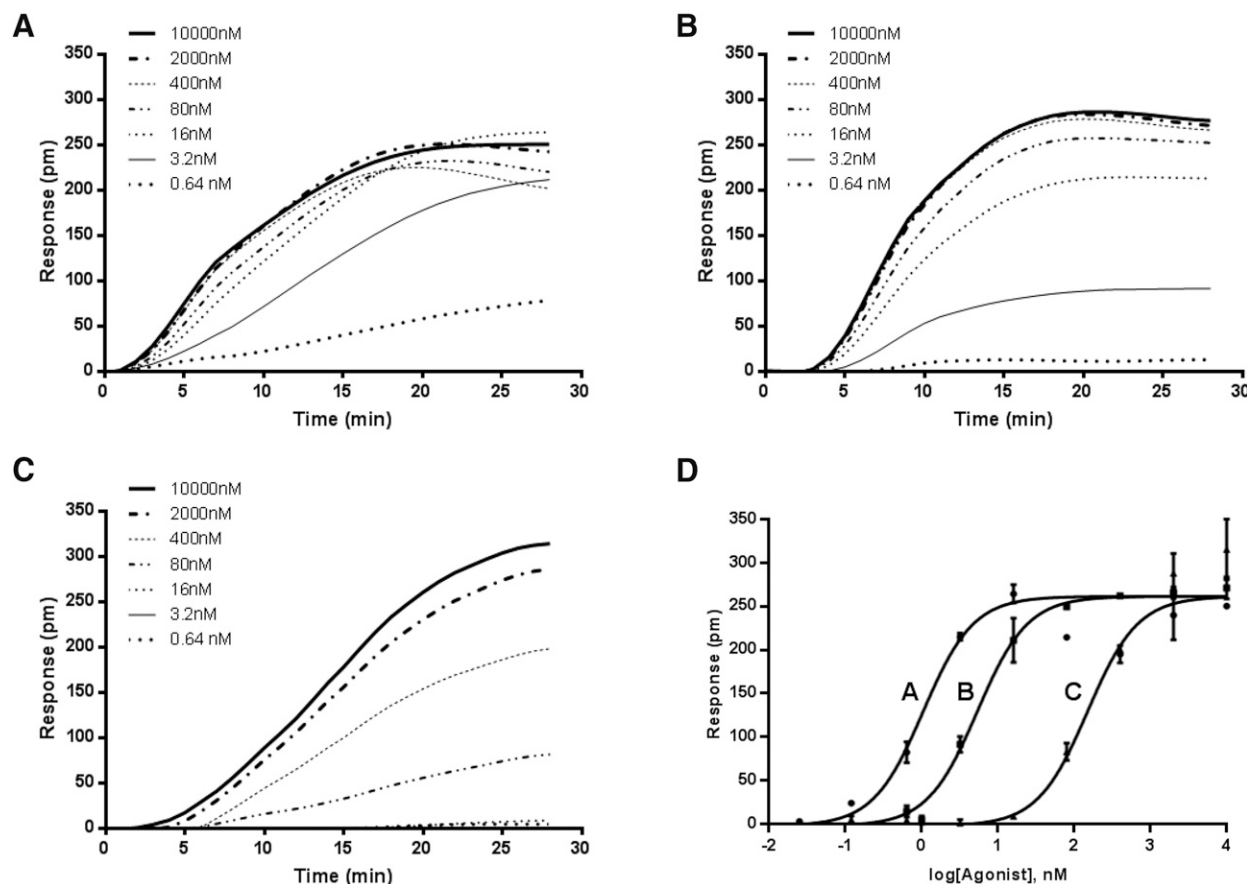 A
10000nM
2000nM
400nM
80nM
16nM
3.2nM
0.64 nM
350
300
250
200
150
100
50
0
Response (pm)
0 5 10 15 20 25 30
Time (min)
B
10000nM
2000nM
400nM
80nM
16nM
3.2nM
0.64 nM
350
300
250
200
150
100
50
0
Response (pm)
0 5 10 15 20 25 30
Time (min)
C
10000nM
2000nM
400nM
80nM
16nM
3.2nM
0.64 nM
350
300
250
200
150
100
50
0
Response (pm)
0 5 10 15 20 25 30
Time (min)
D
350
300
250
200
150
100
50
0
Response (pm)
A B C
-2 -1 0 1 2 3 4
log[Agonist], nM